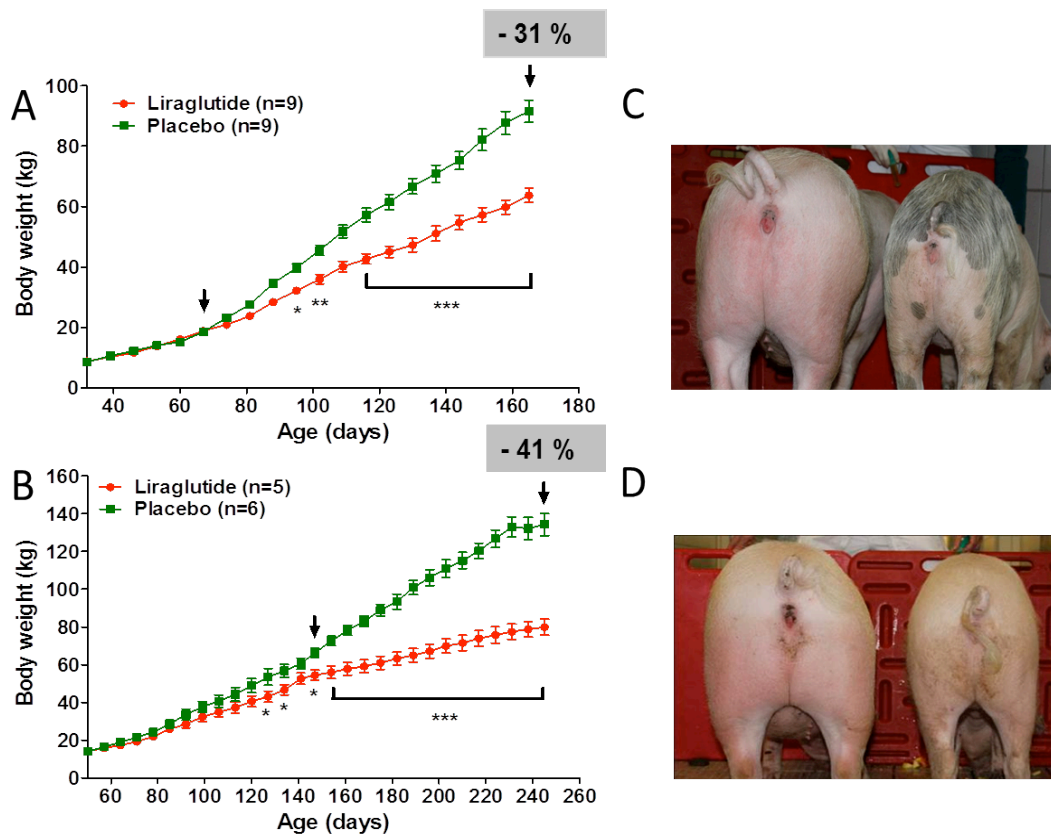 - 31 %
A
Liraglutide (n=9)
Placebo (n=9)
Body weight (kg)
100
80
60
40
20
0
*
**
***
40 60 80 100 120 140 160 180
Age (days)
C
- 41 %
B
Liraglutide (n=5)
Placebo (n=6)
Body weight (kg)
160
140
120
100
80
60
40
20
0
*
*
*
***
60 80 100 120 140 160 180 200 220 240 260
Age (days)
D